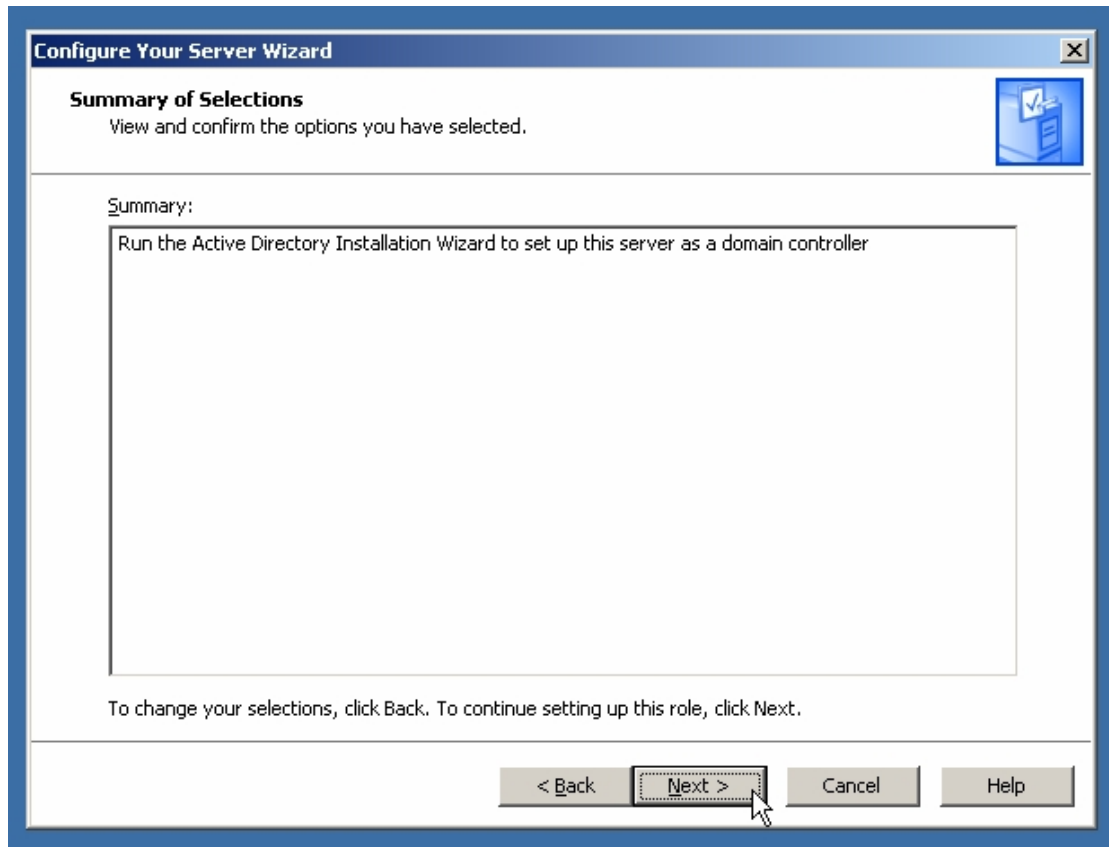 Configure Your Server Wizard
Summary of Selections
View and confirm the options you have selected.
Summary:
Run the Active Directory Installation Wizard to set up this server as a domain controller
To change your selections, click Back. To continue setting up this role, click Next.
< Back Next > Cancel Help